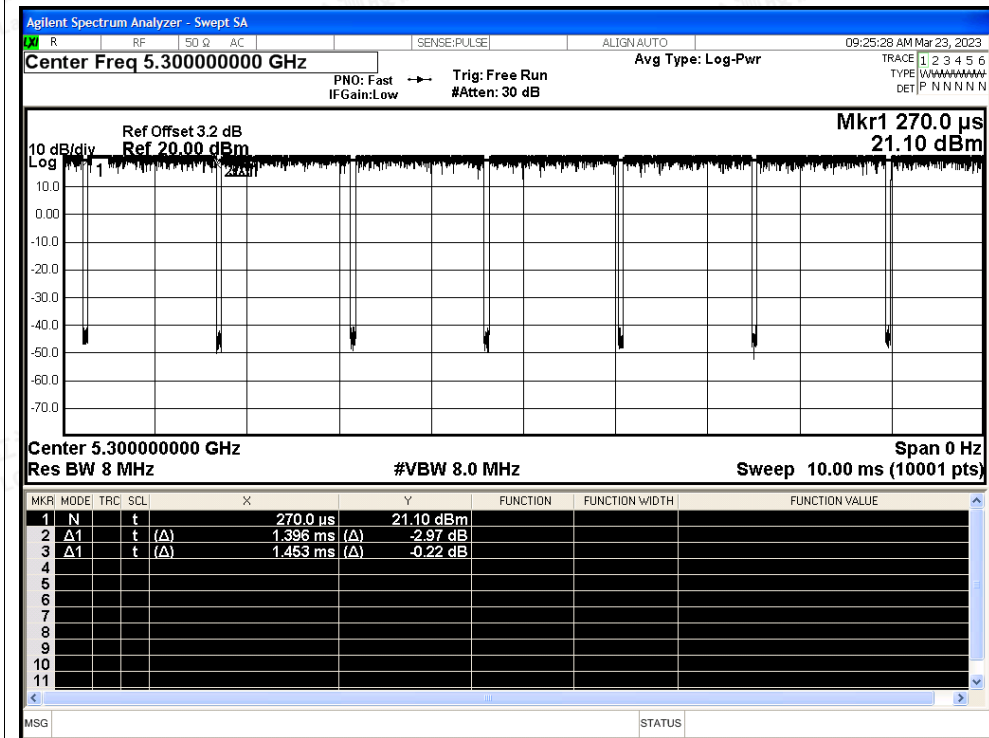 Agilent Spectrum Analyzer - Swept SA
LXI R RF 50 Ω AC SENSE:PULSE ALIGN AUTO 09:25:28 AM Mar 23, 2023
Center Freq 5.300000000 GHz Avg Type: Log-Pwr TRACE 1 2 3 4 5 6
PNO: Fast Trig: Free Run TYPE WWWWWW
IFGain:Low #Atten: 30 dB DET P N N N N N
Mkr1 270.0 µs
Ref Offset 3.2 dB
10 dB/div Ref 20.00 dBm 21.10 dBm
Log
1
10.0
0.00
-10.0
-20.0
-30.0
-40.0
-50.0
-60.0
-70.0
Center 5.300000000 GHz Span 0 Hz
Res BW 8 MHz #VBW 8.0 MHz Sweep 10.00 ms (10001 pts)
MKR MODE TRC SCL X Y FUNCTION FUNCTION WIDTH FUNCTION VALUE
1 N t 270.0 µs 21.10 dBm
2 Δ1 t (Δ) 1.396 ms (Δ) -2.97 dB
3 Δ1 t (Δ) 1.453 ms (Δ) -0.22 dB
4
5
6
7
8
9
10
11
MSG STATUS